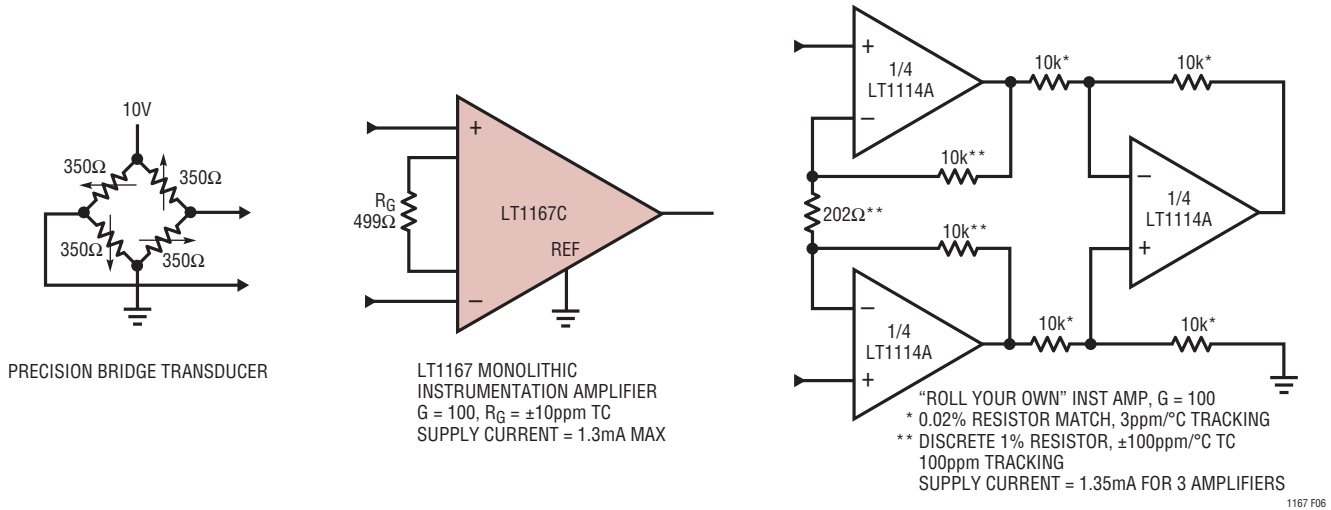 10V
350Ω
350Ω
350Ω
350Ω
PRECISION BRIDGE TRANSDUCER
+
RG
499Ω
LT1167C
REF
–
LT1167 MONOLITHIC
INSTRUMENTATION AMPLIFIER
G = 100, RG = ±10ppm TC
SUPPLY CURRENT = 1.3mA MAX
+
1/4
LT1114A
–
10k*
10k*
10k**
202Ω**
10k**
–
1/4
LT1114A
+
–
1/4
LT1114A
+
10k*
10k*
“ROLL YOUR OWN” INST AMP, G = 100
* 0.02% RESISTOR MATCH, 3ppm/°C TRACKING
** DISCRETE 1% RESISTOR, ±100ppm/°C TC
100ppm TRACKING
SUPPLY CURRENT = 1.35mA FOR 3 AMPLIFIERS
1167 F06